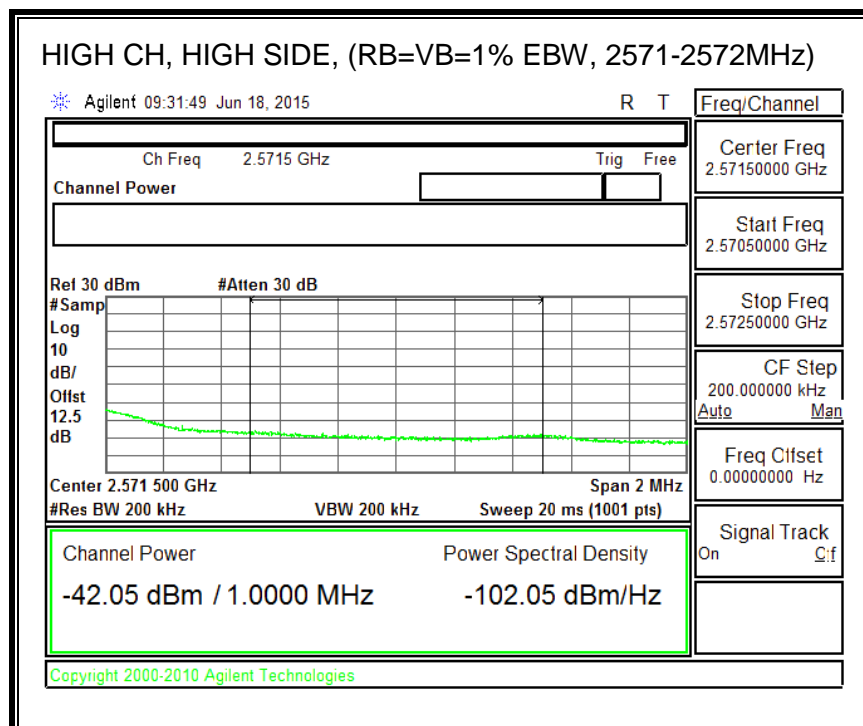 HIGH CH, HIGH SIDE, (RB=VB=1% EBW, 2571-2572MHz)
Agilent 09:31:49 Jun 18, 2015 R T
Freq/Channel
Ch Freq 2.5715 GHz Trig Free
Channel Power
Center Freq
2.57150000 GHz
Start Freq
2.57050000 GHz
Stop Freq
2.57250000 GHz
CF Step
200.000000 kHz
Auto Man
Freq Offset
0.00000000 Hz
Signal Track
On Off
Ref 30 dBm #Atten 30 dB
#Samp
Log
10
dB/
Offst
12.5
dB
Center 2.571 500 GHz Span 2 MHz
#Res BW 200 kHz VBW 200 kHz Sweep 20 ms (1001 pts)
Channel Power Power Spectral Density
-42.05 dBm / 1.0000 MHz -102.05 dBm/Hz
Copyright 2000-2010 Agilent Technologies